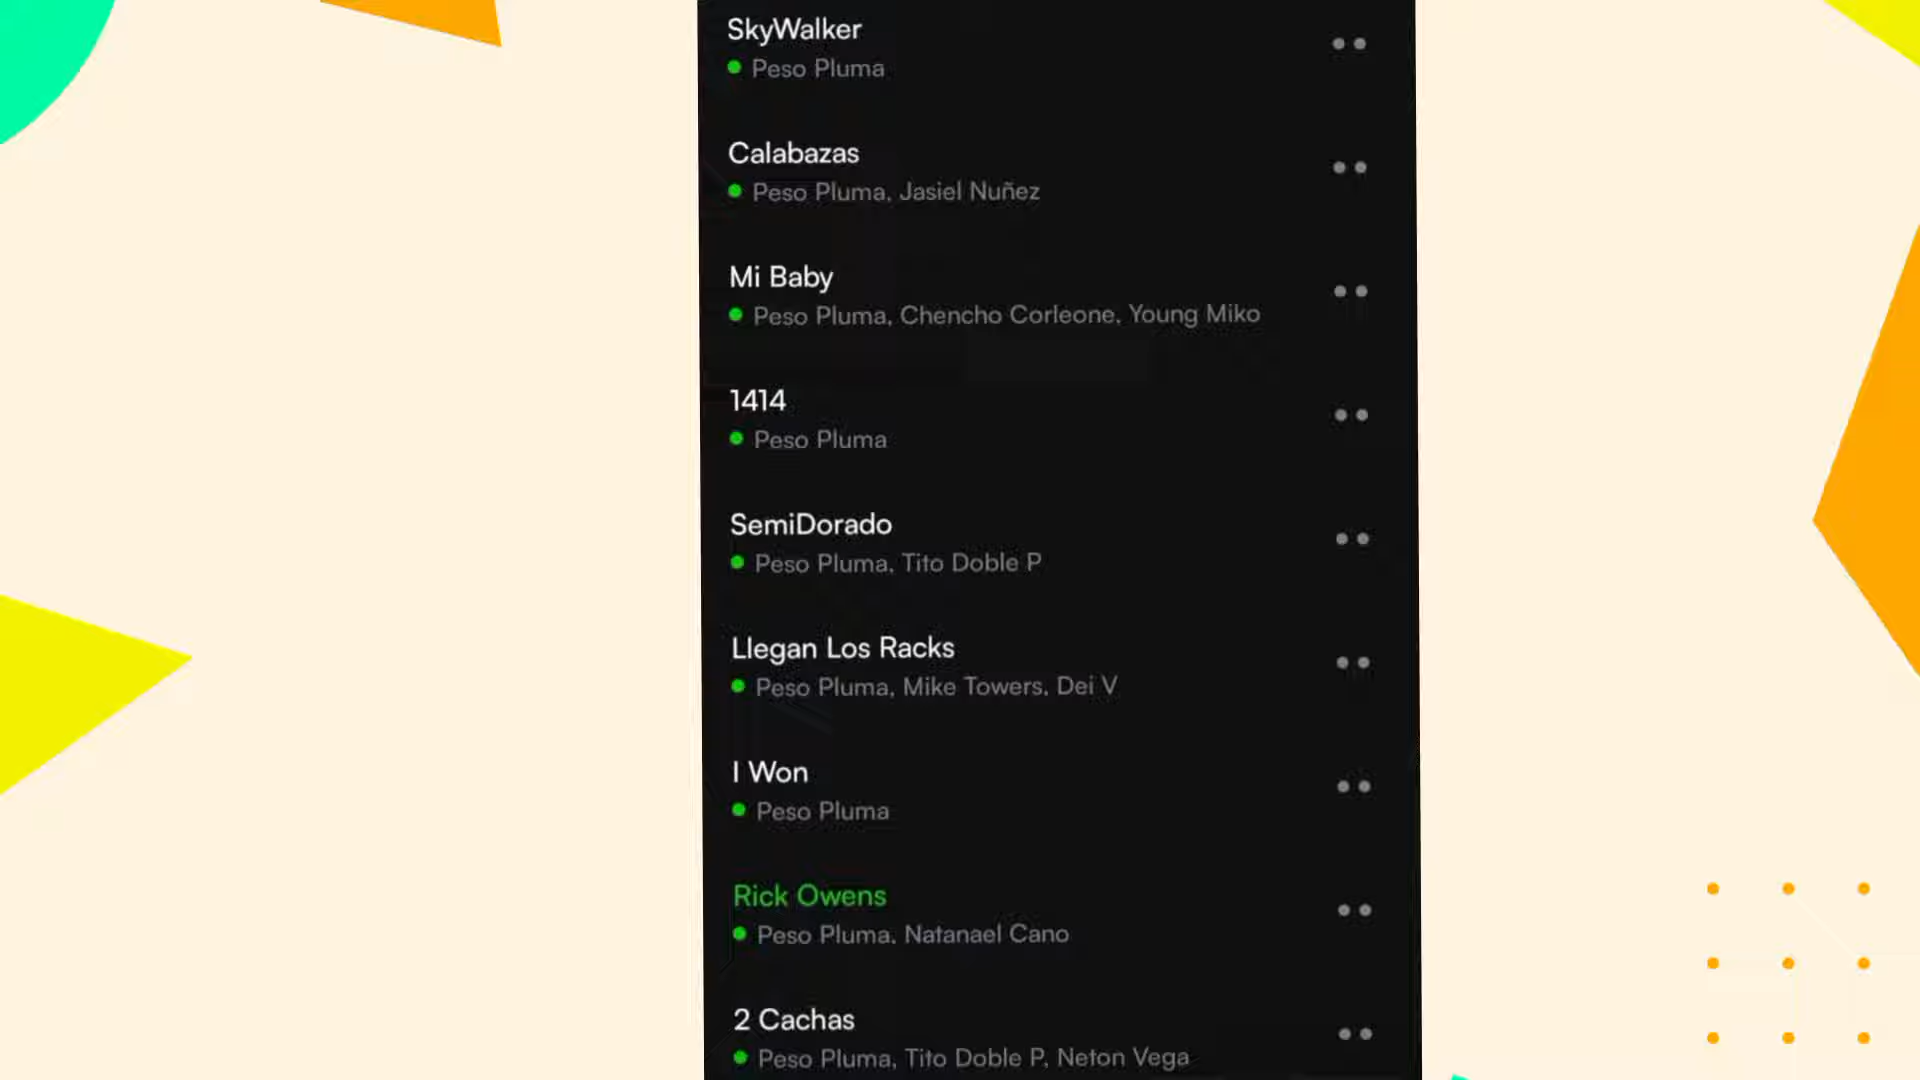 SkyWalker
Peso Pluma
Calabazas
Peso Pluma, Jasiel Nuñez
Mi Baby
Peso Pluma, Chencho Corleone, Young Miko
1414
Peso Pluma
SemiDorado
Peso Pluma, Tito Doble P
Llegan Los Racks
Peso Pluma, Mike Towers, Dei V
I Won
Peso Pluma
Rick Owens
Peso Pluma, Natanael Cano
2 Cachas
Peso Pluma, Tito Doble P, Neton Vega